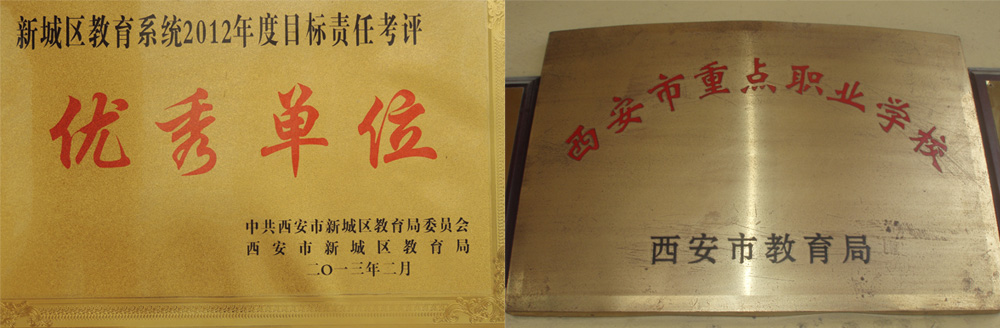 新城区教育系统2012年度目标责任考评
优秀单位
中共西安市新城区教育局委员会
西安市新城区教育局
二〇一三年二月
西安市重点职业学校
西安市教育局